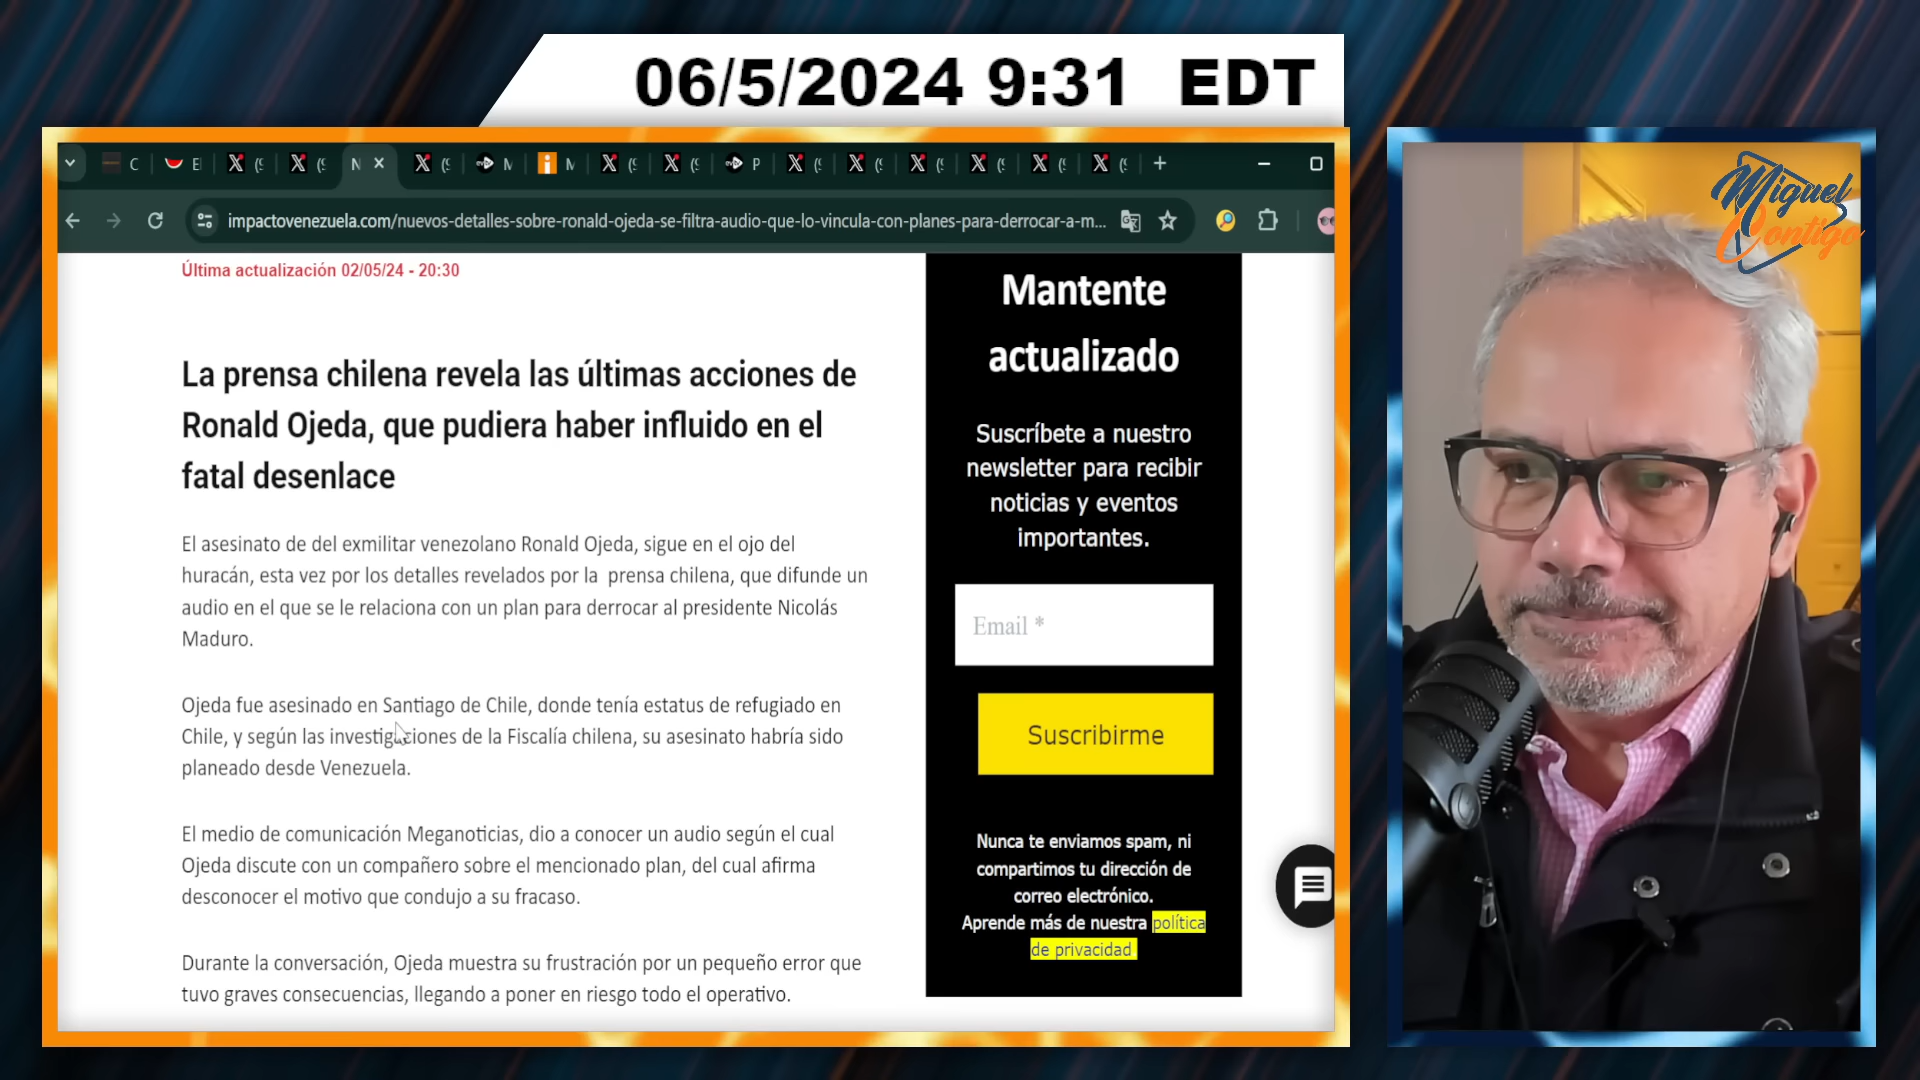 06/5/2024 9:31 EDT
Miguel
Contigo
impactovenezuela.com/nuevos-detalles-sobre-ronald-ojeda-se-filtra-audio-que-lo-vincula-con-planes-para-derrocar-a-m...
Última actualización 02/05/24 - 20:30
La prensa chilena revela las últimas acciones de
Ronald Ojeda, que pudiera haber influido en el
fatal desenlace
El asesinato de del exmilitar venezolano Ronald Ojeda, sigue en el ojo del
huracán, esta vez por los detalles revelados por la prensa chilena, que difunde un
audio en el que se le relaciona con un plan para derrocar al presidente Nicolás
Maduro.
Ojeda fue asesinado en Santiago de Chile, donde tenía estatus de refugiado en
Chile, y según las investigaciones de la Fiscalía chilena, su asesinato habría sido
planeado desde Venezuela.
El medio de comunicación Meganoticias, dio a conocer un audio según el cual
Ojeda discute con un compañero sobre el mencionado plan, del cual afirma
desconocer el motivo que condujo a su fracaso.
Durante la conversación, Ojeda muestra su frustración por un pequeño error que
tuvo graves consecuencias, llegando a poner en riesgo todo el operativo.
Mantente
actualizado
Suscríbete a nuestro
newsletter para recibir
noticias y eventos
importantes.
Email *
Suscribirme
Nunca te enviamos spam, ni
compartimos tu dirección de
correo electrónico.
Aprende más de nuestra política
de privacidad